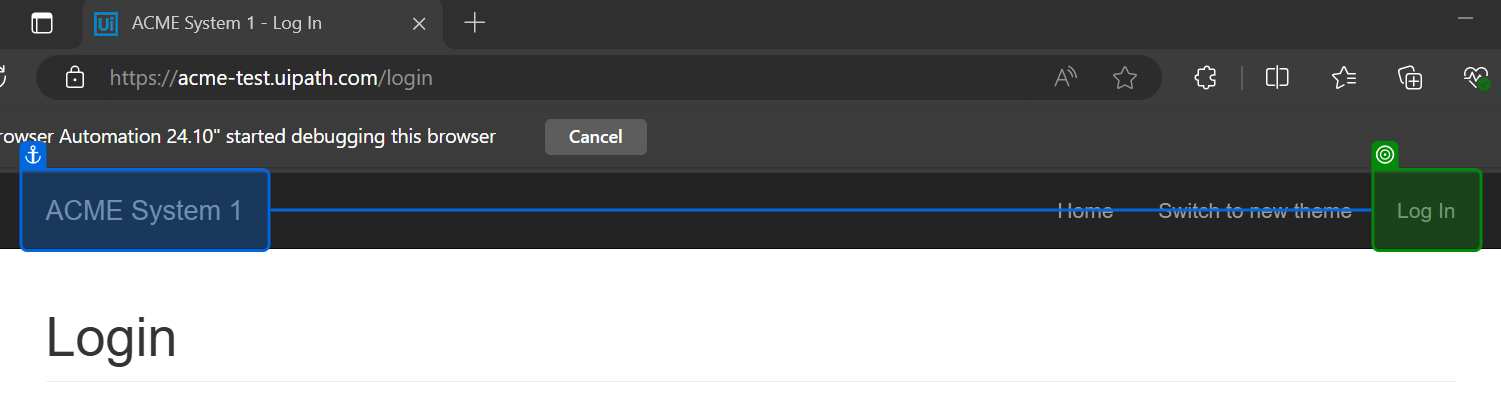 Ui ACME System 1 - Log In
https://acme-test.uipath.com/login
rowser Automation 24.10" started debugging this browser Cancel
ACME System 1 Home Switch to new theme Log In
Login